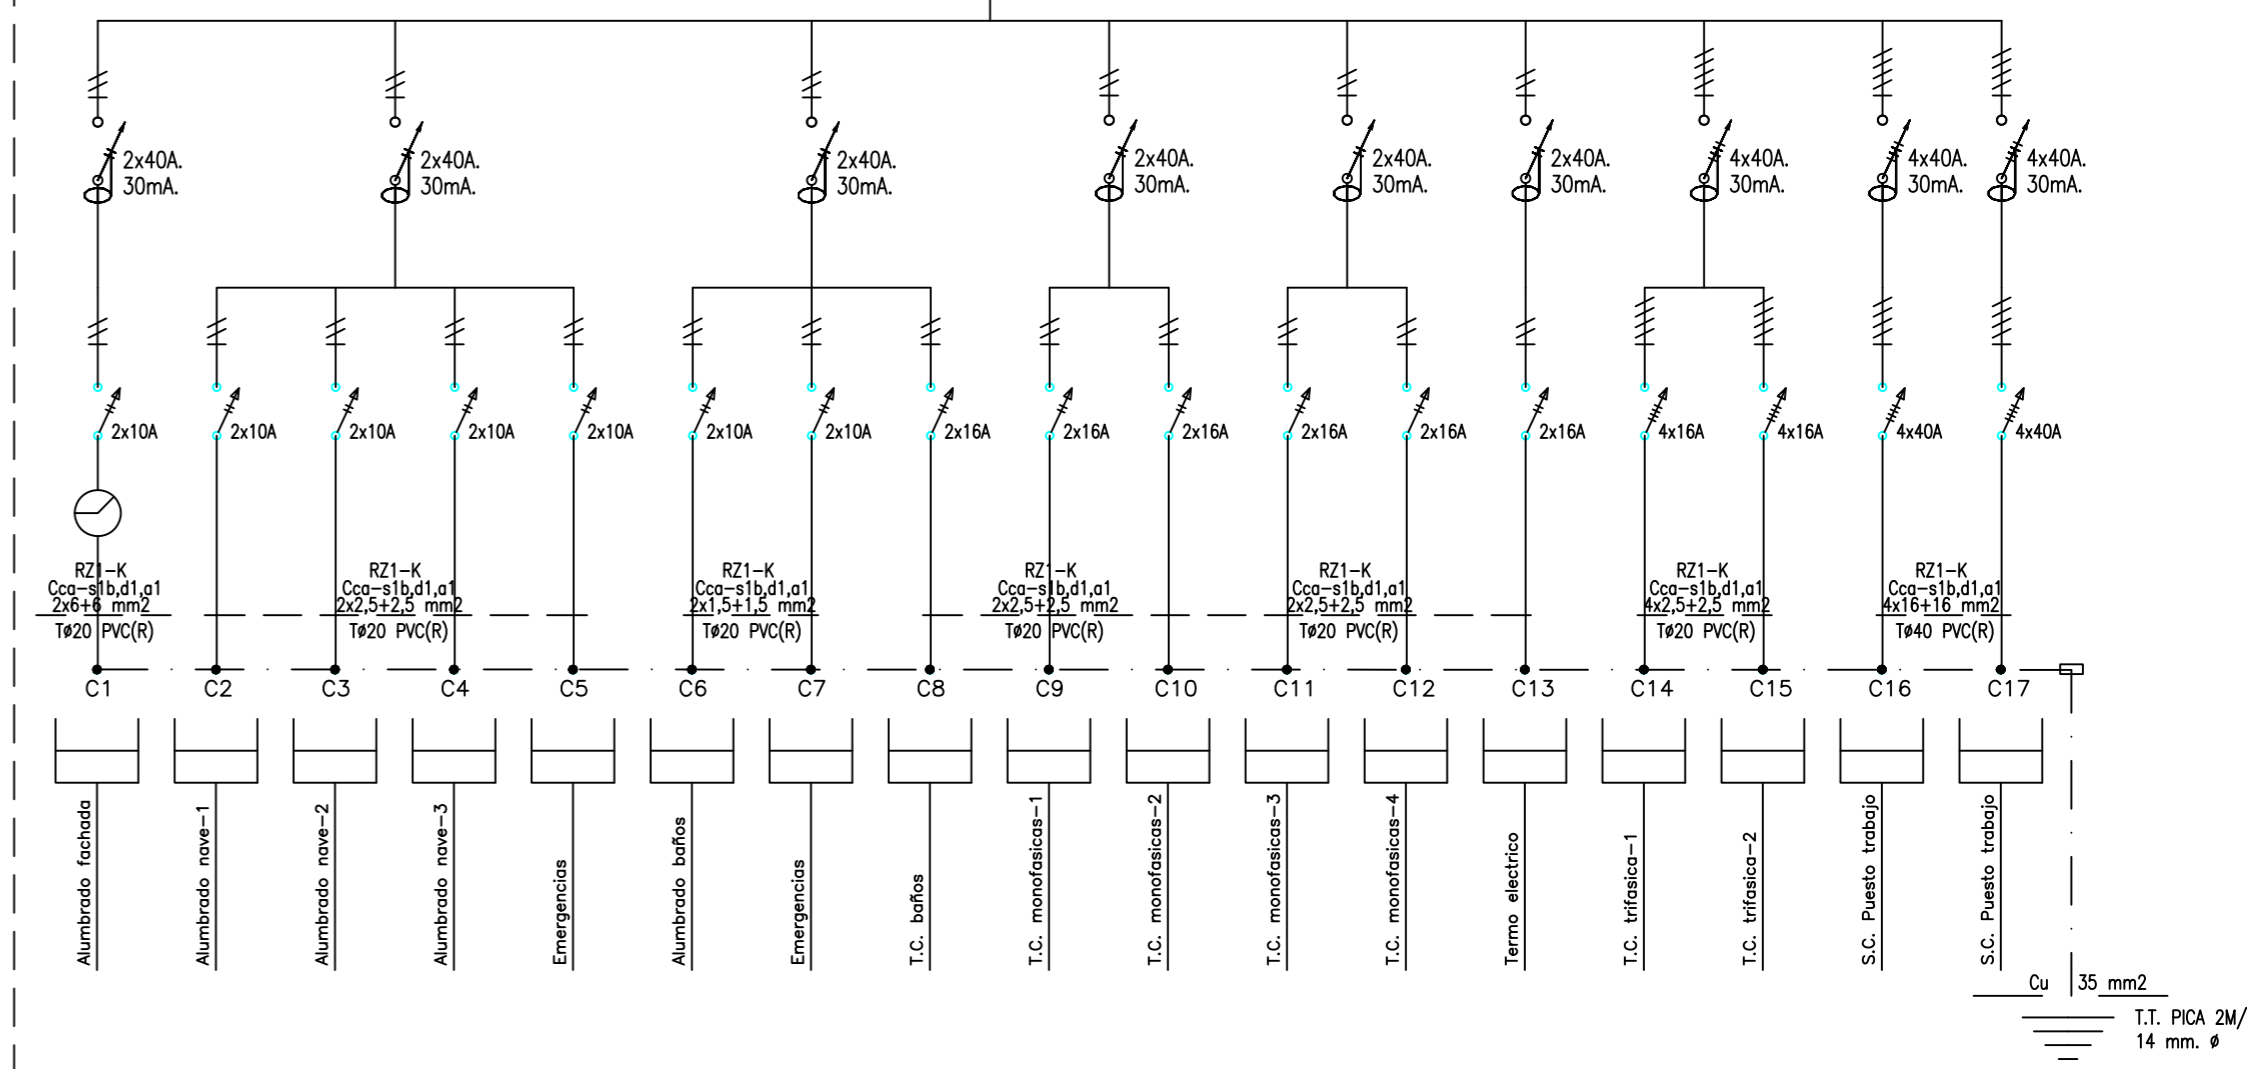 2x40A.
30mA.
2x40A.
30mA.
2x40A.
30mA.
2x40A.
30mA.
2x40A.
30mA.
2x40A.
30mA.
4x40A.
30mA.
4x40A.
30mA.
4x40A.
30mA.
2x10A
2x10A
2x10A
2x10A
2x10A
2x10A
2x10A
2x16A
2x16A
2x16A
2x16A
2x16A
2x16A
4x16A
4x16A
4x40A
4x40A
RZ1-K
Cca-s1b,d1,a1
2x6+6 mm2
Tø20 PVC(R)
RZ1-K
Cca-s1b,d1,a1
2x2,5+2,5 mm2
Tø20 PVC(R)
RZ1-K
Cca-s1b,d1,a1
2x1,5+1,5 mm2
Tø20 PVC(R)
RZ1-K
Cca-s1b,d1,a1
2x2,5+2,5 mm2
Tø20 PVC(R)
RZ1-K
Cca-s1b,d1,a1
2x2,5+2,5 mm2
Tø20 PVC(R)
RZ1-K
Cca-s1b,d1,a1
4x2,5+2,5 mm2
Tø20 PVC(R)
RZ1-K
Cca-s1b,d1,a1
4x16+16 mm2
Tø40 PVC(R)
C1
C2
C3
C4
C5
C6
C7
C8
C9
C10
C11
C12
C13
C14
C15
C16
C17
Alumbrado fachada
Alumbrado nave-1
Alumbrado nave-2
Alumbrado nave-3
Emergencias
Alumbrado baños
Emergencias
T.C. baños
T.C. monofasicas-1
T.C. monofasicas-2
T.C. monofasicas-3
T.C. monofasicas-4
Termo electrico
T.C. trifasica-1
T.C. trifasica-2
S.C. Puesto trabajo
S.C. Puesto trabajo
Cu 35 mm2
T.T. PICA 2M/
14 mm. ø